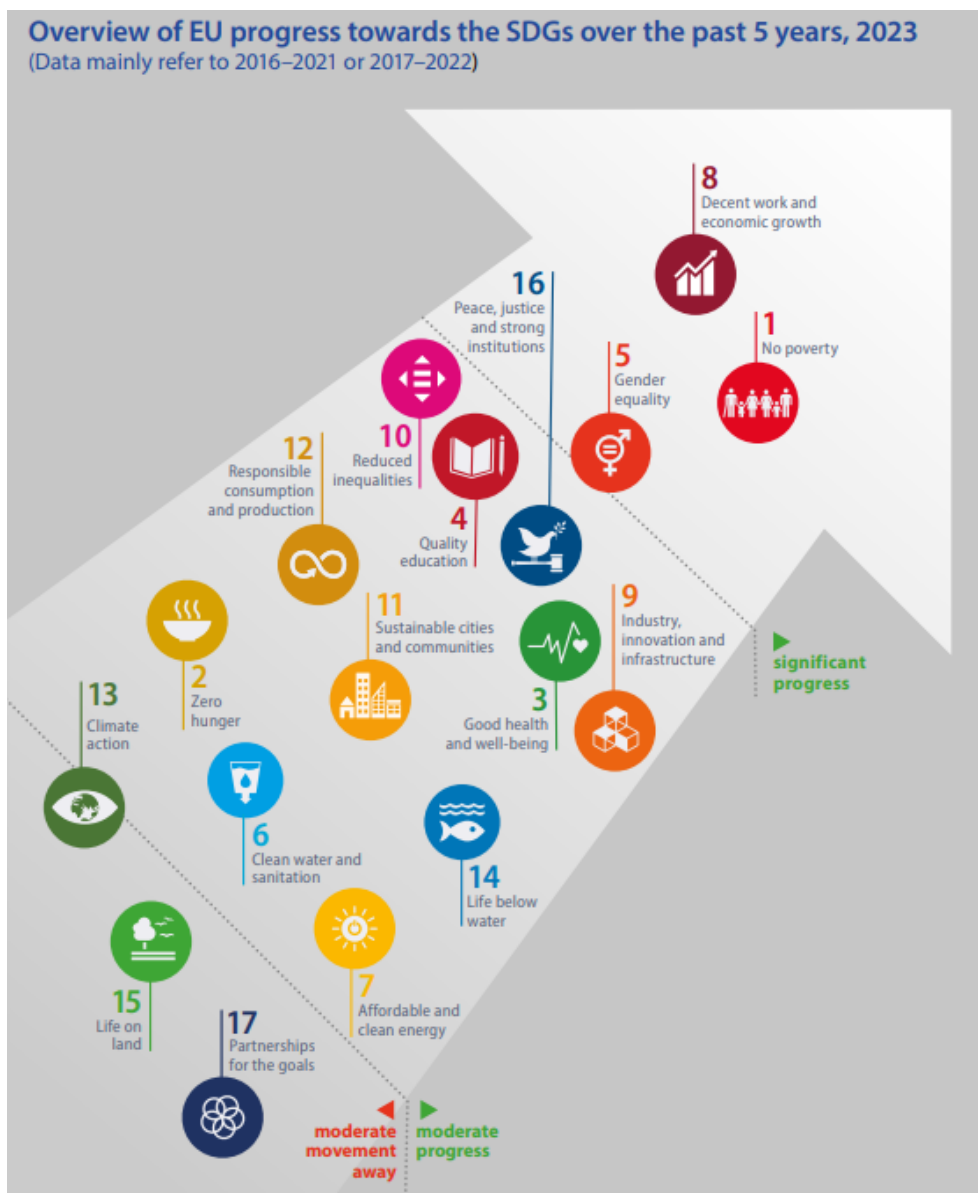 Overview of EU progress towards the SDGs over the past 5 years, 2023
(Data mainly refer to 2016–2021 or 2017–2022)
8
Decent work and
economic growth
16
Peace, justice
and strong
institutions
1
No poverty
5
Gender
equality
10
Reduced
inequalities
12
Responsible
consumption
and production
4
Quality
education
11
Sustainable cities
and communities
9
Industry,
innovation and
infrastructure
significant
progress
2
Zero
hunger
3
Good health
and well-being
13
Climate
action
6
Clean water and
sanitation
14
Life below
water
15
Life on
land
7
Affordable and
clean energy
17
Partnerships
for the goals
moderate
movement
away
moderate
progress